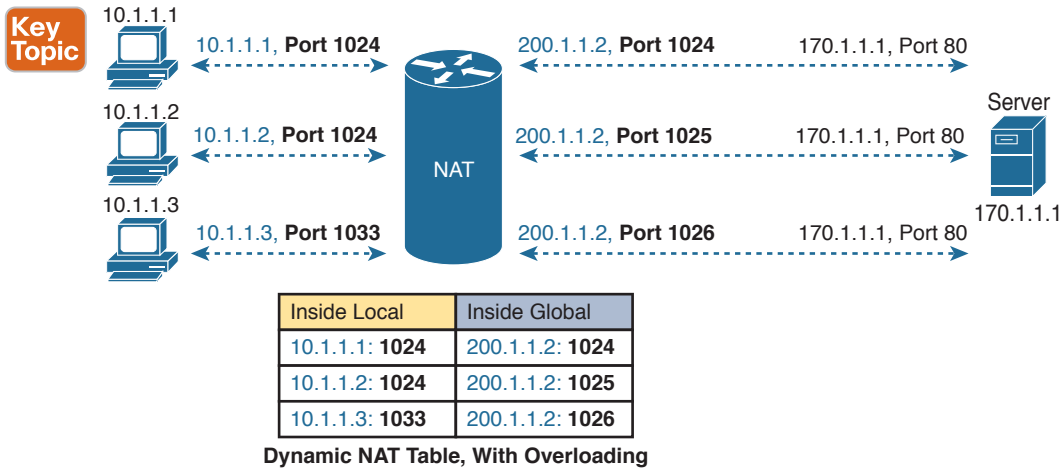 Key
Topic
10.1.1.1
10.1.1.1, Port 1024
200.1.1.2, Port 1024
170.1.1.1, Port 80
10.1.1.2
10.1.1.2, Port 1024
NAT
200.1.1.2, Port 1025
170.1.1.1, Port 80
Server
170.1.1.1
10.1.1.3
10.1.1.3, Port 1033
200.1.1.2, Port 1026
170.1.1.1, Port 80
Inside Local Inside Global
10.1.1.1: 1024 200.1.1.2: 1024
10.1.1.2: 1024 200.1.1.2: 1025
10.1.1.3: 1033 200.1.1.2: 1026
Dynamic NAT Table, With Overloading